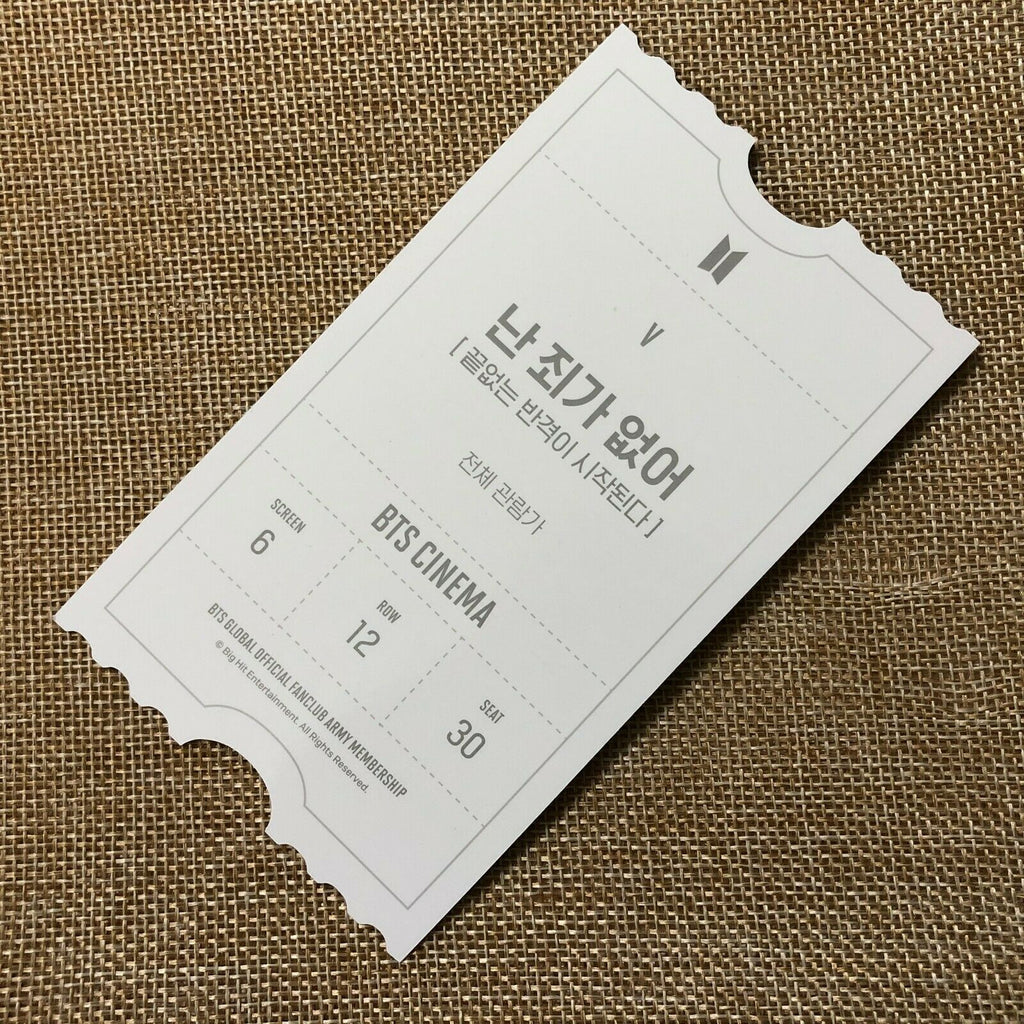 V
난 죄가 없어
[ 끝없는 반격이 시작된다 ]
전체 관람가
BTS CINEMA
SCREEN
6
ROW
12
SEAT
30
BTS GLOBAL OFFICIAL FANCLUB ARMY MEMBERSHIP
© Big Hit Entertainment. All Rights Reserved.